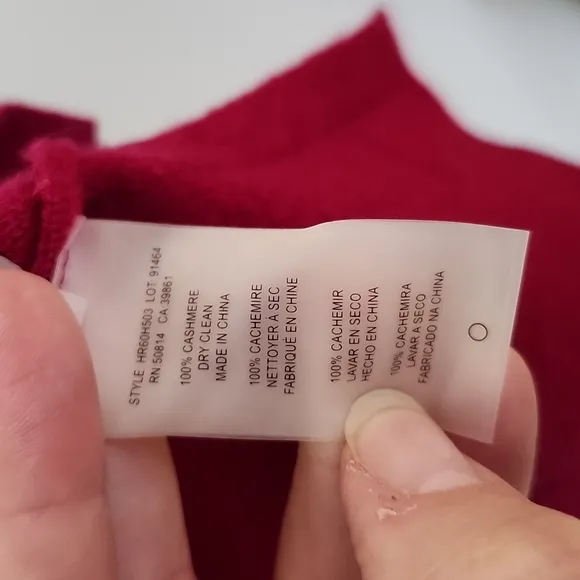 STYLE HR60H503 LOT 91464
RN:50814 CA 39861
100% CASHMERE
DRY CLEAN
MADE IN CHINA
100% CACHEMIRE
NETTOYER À SEC
FABRIQUÉ EN CHINE
100% CACHEMIR
LAVAR EN SECO
HECHO EN CHINA
100% CACHEMIRA
LAVAR A SECO
FABRICADO NA CHINA